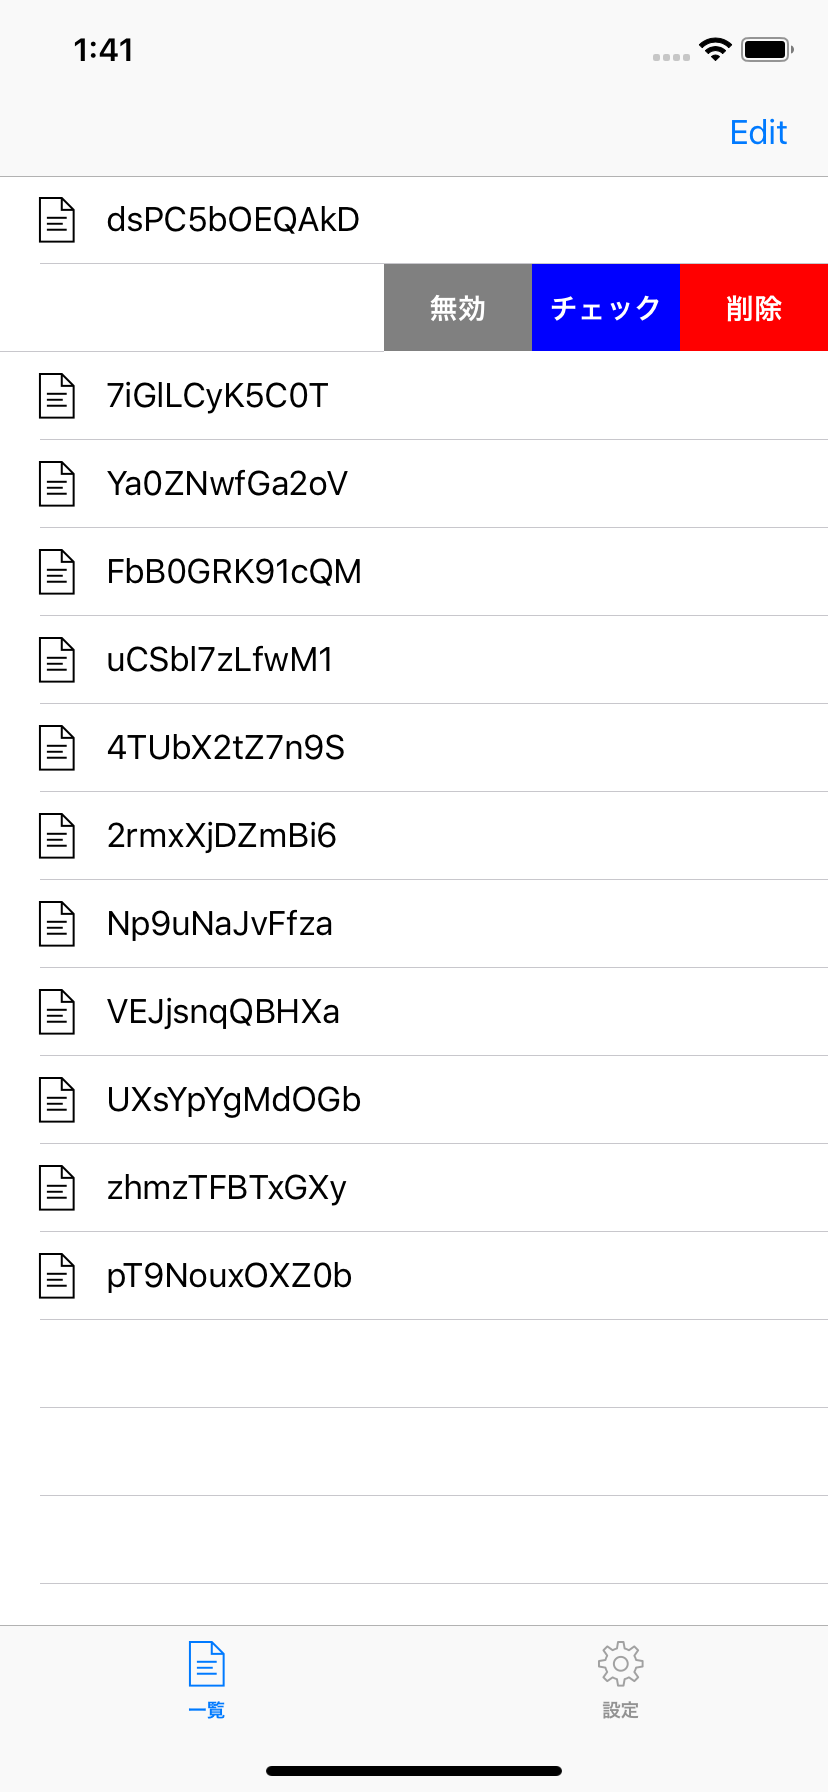 1:41
Edit
dsPC5bOEQAkD
無効 チェック 削除
7iGlLCyK5C0T
Ya0ZNwfGa2oV
FbB0GRK91cQM
uCSbl7zLfwM1
4TUbX2tZ7n9S
2rmxXjDZmBi6
Np9uNaJvFfza
VEJjsnqQBHXa
UXsYpYgMdOGb
zhmzTFBTxGXy
pT9NouxOXZ0b
一覧 設定